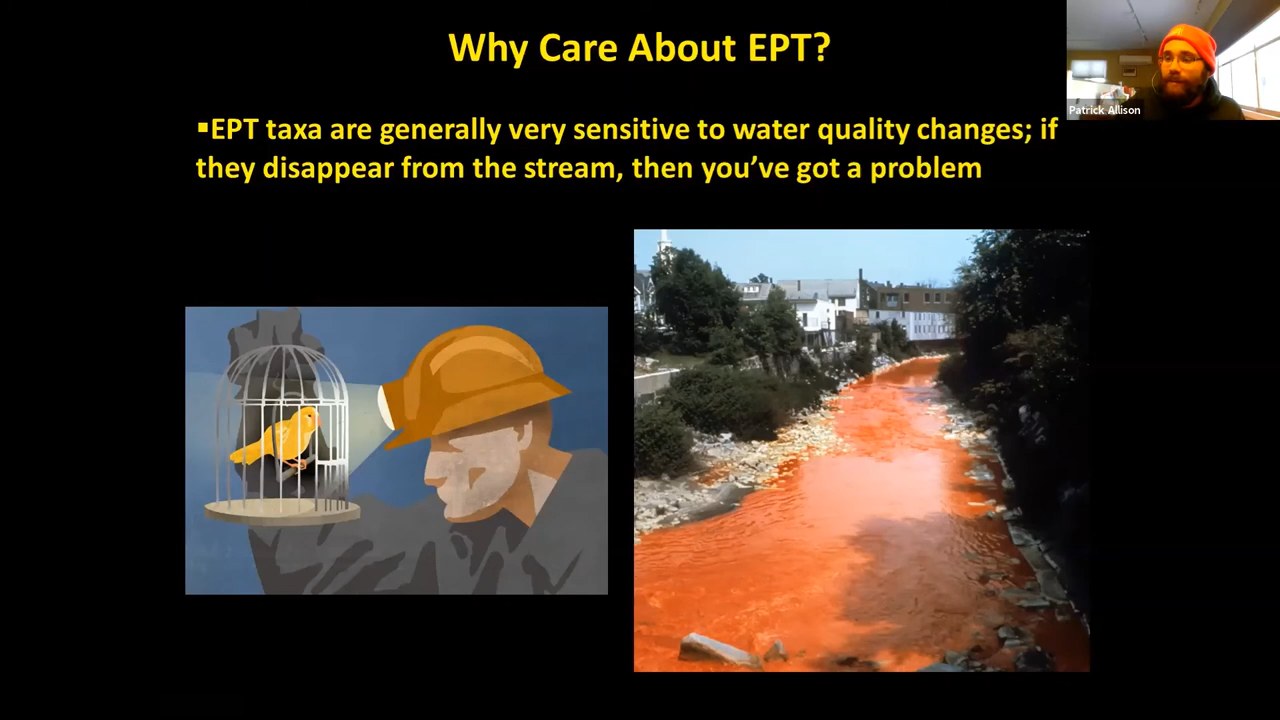 Why Care About EPT?
▪EPT taxa are generally very sensitive to water quality changes; if
they disappear from the stream, then you’ve got a problem
Patrick Allison